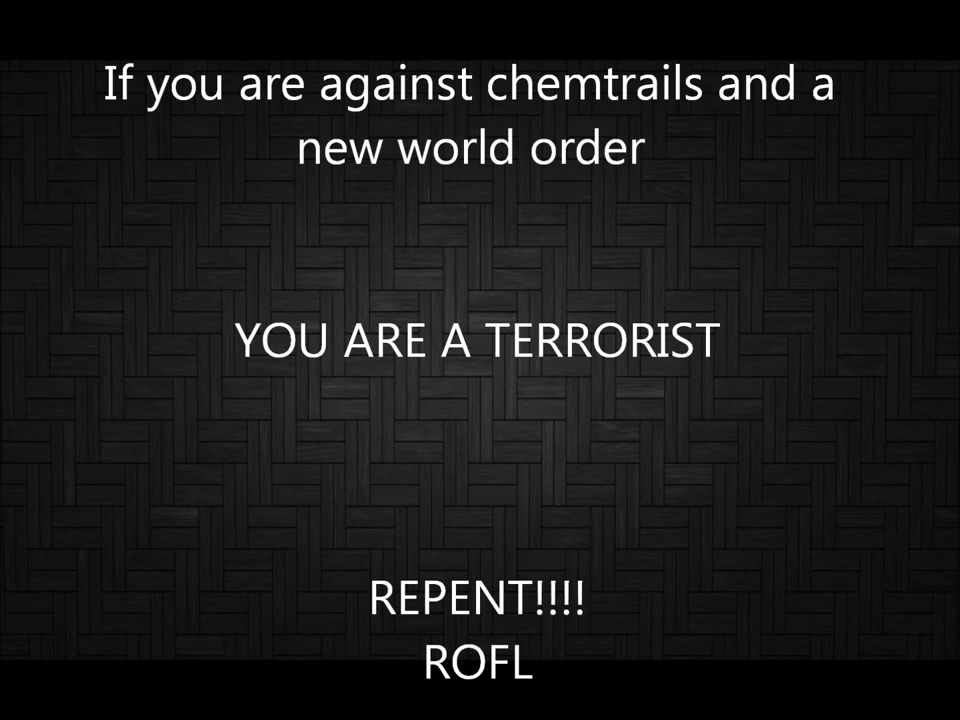 If you are against chemtrails and a
new world order
YOU ARE A TERRORIST
REPENT!!!!
ROFL